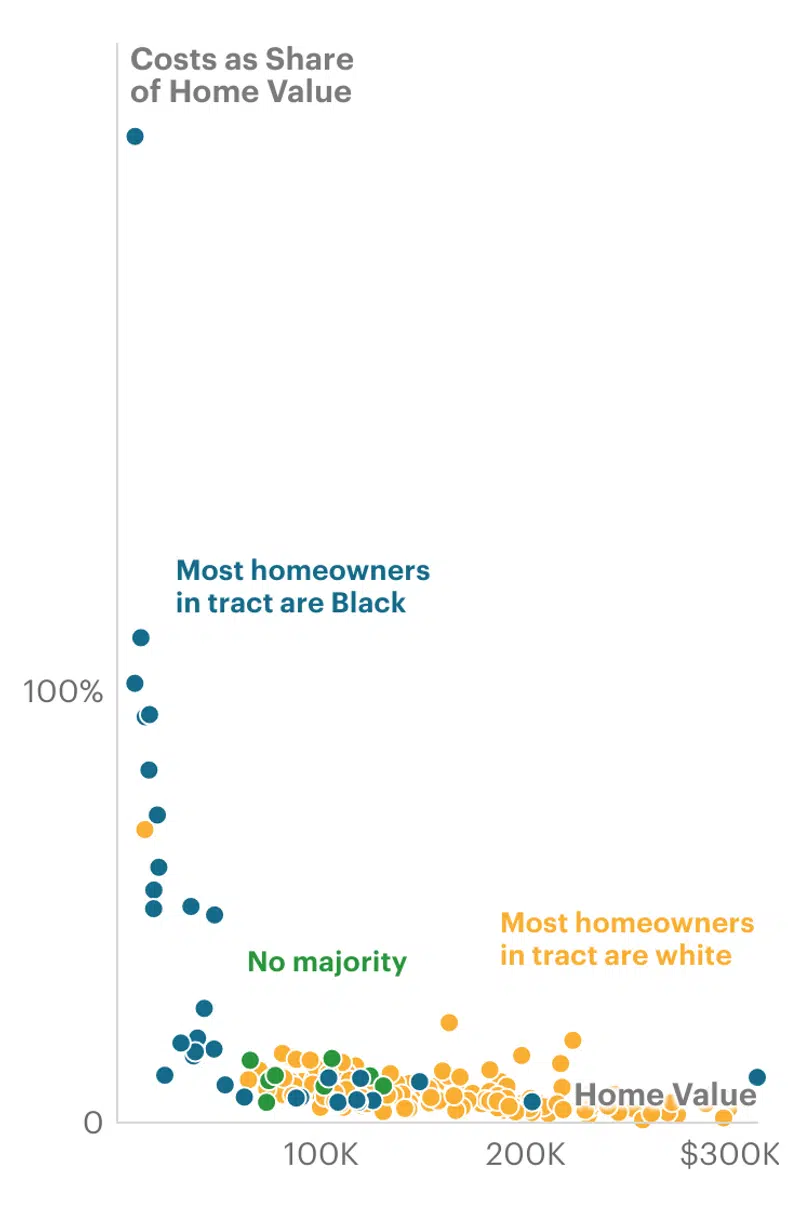 Costs as Share
of Home Value
Most homeowners
in tract are Black
100%
Most homeowners
in tract are white
No majority
Home Value
0
100K
200K
$300K